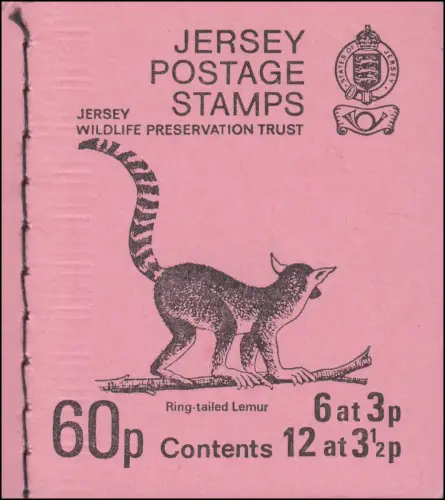 JERSEY
POSTAGE
STAMPS
STATES OF JERSEY
JERSEY
WILDLIFE PRESERVATION TRUST
Ring-tailed Lemur
60p Contents 6 at 3p
12 at 3½p